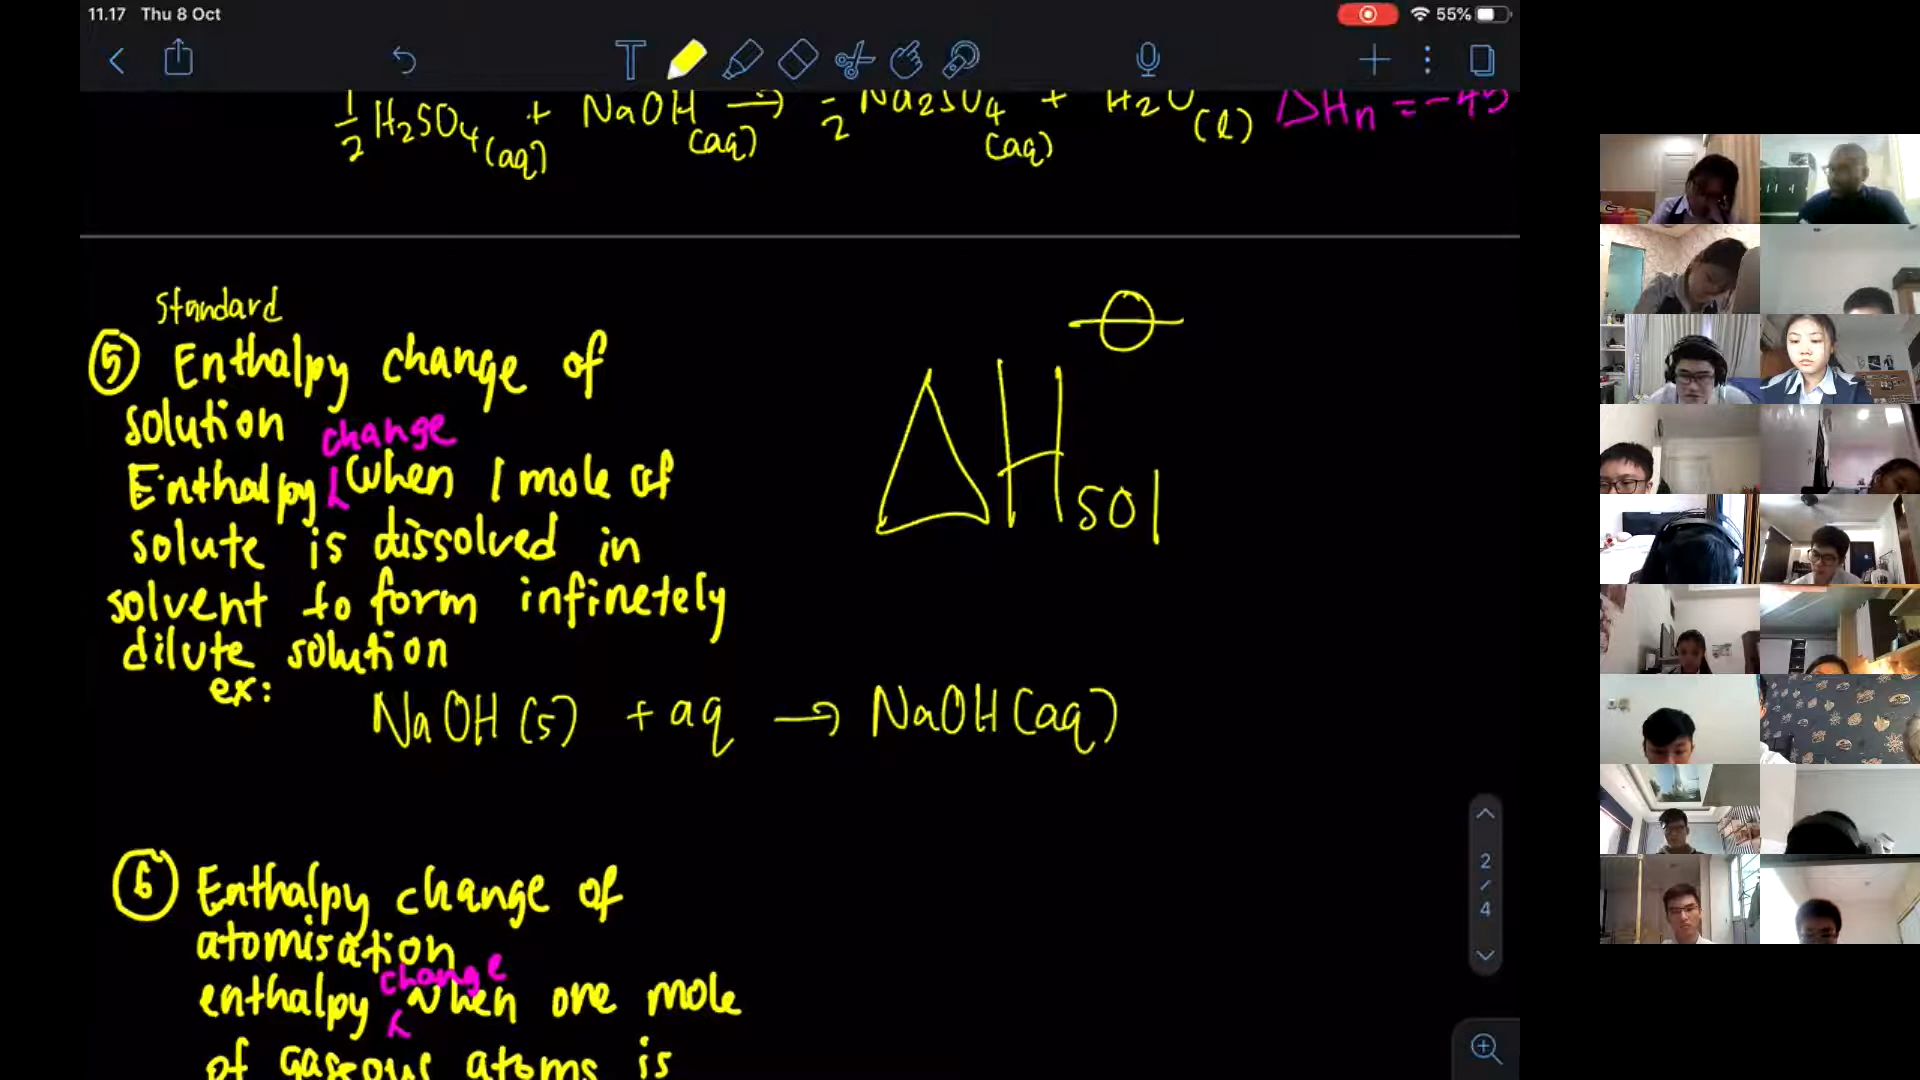 11.17 Thu 8 Oct 55%
1/2 H2SO4(aq) + NaOH(aq) → 1/2 Na2SO4(aq) + H2O(l) ΔHn = -45
Standard
⑤ Enthalpy change of
solution
change
Enthalpy when 1 mole of
solute is dissolved in
solvent to form infinetely
dilute solution
ΔH⦵sol
ex:
NaOH(s) + aq → NaOH(aq)
⑥ Enthalpy change of
atomisation
change
enthalpy when one mole
of gaseous atoms is
2
/
4